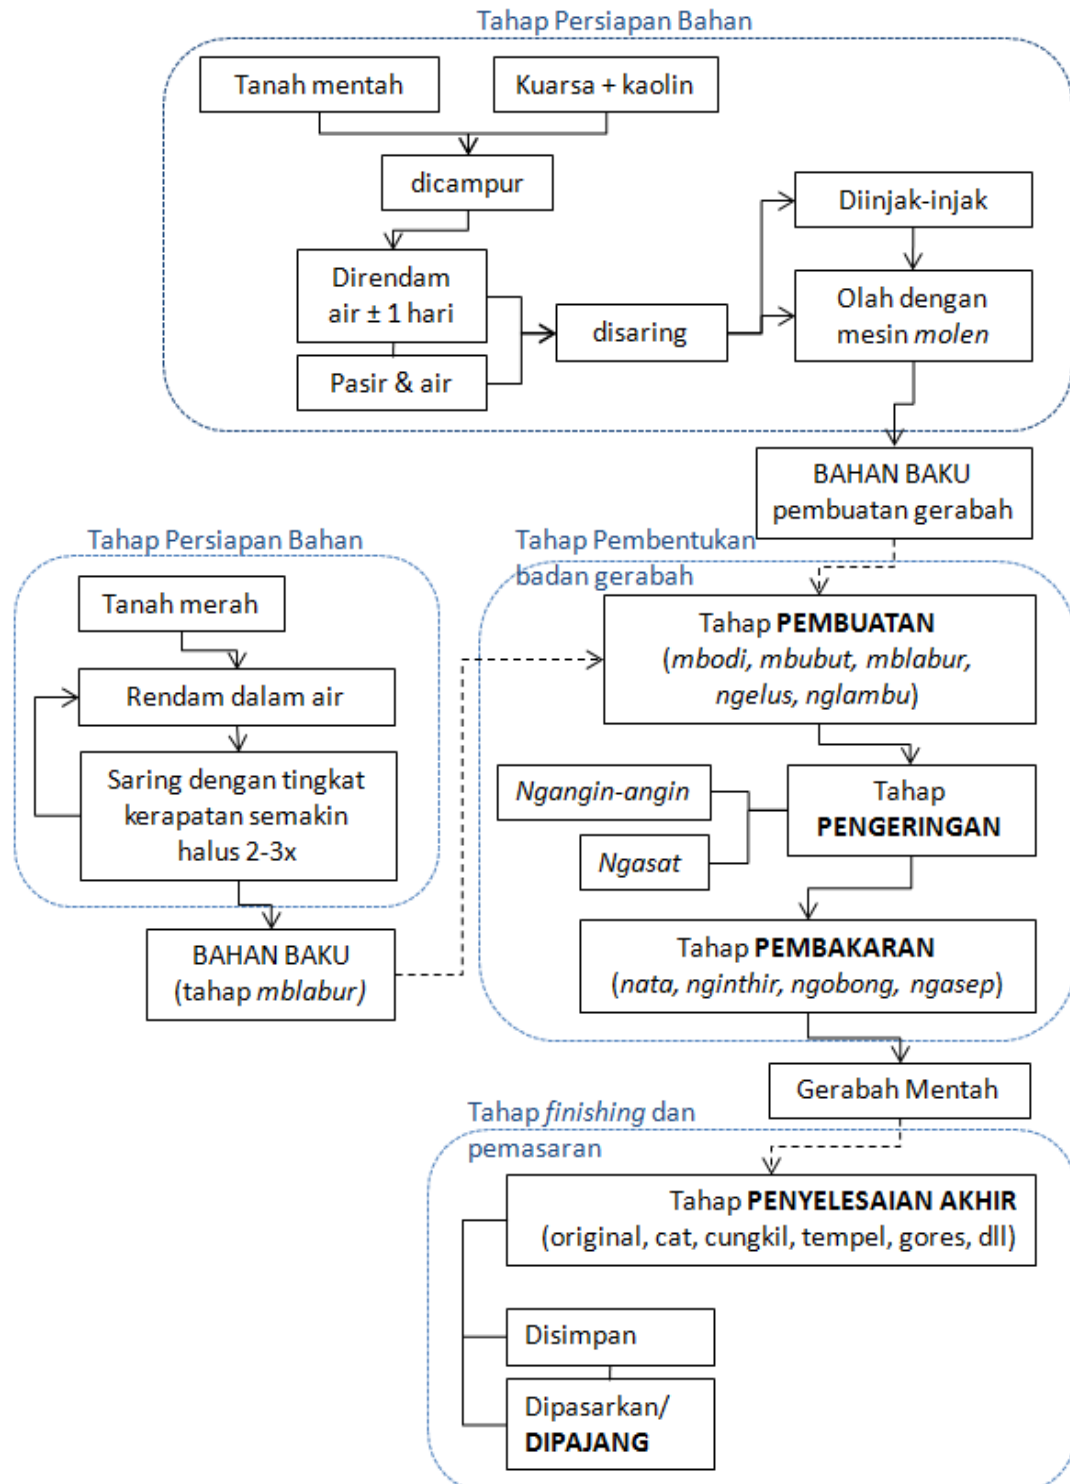 Tahap Persiapan Bahan
Tanah mentah
Kuarsa + kaolin
dicampur
Direndam
air ± 1 hari
Pasir & air
disaring
Diinjak-injak
Olah dengan
mesin molen
BAHAN BAKU
pembuatan gerabah
Tahap Persiapan Bahan
Tanah merah
Rendam dalam air
Saring dengan tingkat
kerapatan semakin
halus 2-3x
BAHAN BAKU
(tahap mblabur)
Tahap Pembentukan
badan gerabah
Tahap PEMBUATAN
(mbodi, mbubut, mblabur,
ngelus, nglambu)
Ngangin-angin
Ngasat
Tahap
PENGERINGAN
Tahap PEMBAKARAN
(nata, nginthir, ngobong, ngasep)
Gerabah Mentah
Tahap finishing dan
pemasaran
Tahap PENYELESAIAN AKHIR
(original, cat, cungkil, tempel, gores, dll)
Disimpan
Dipasarkan/
DIPAJANG